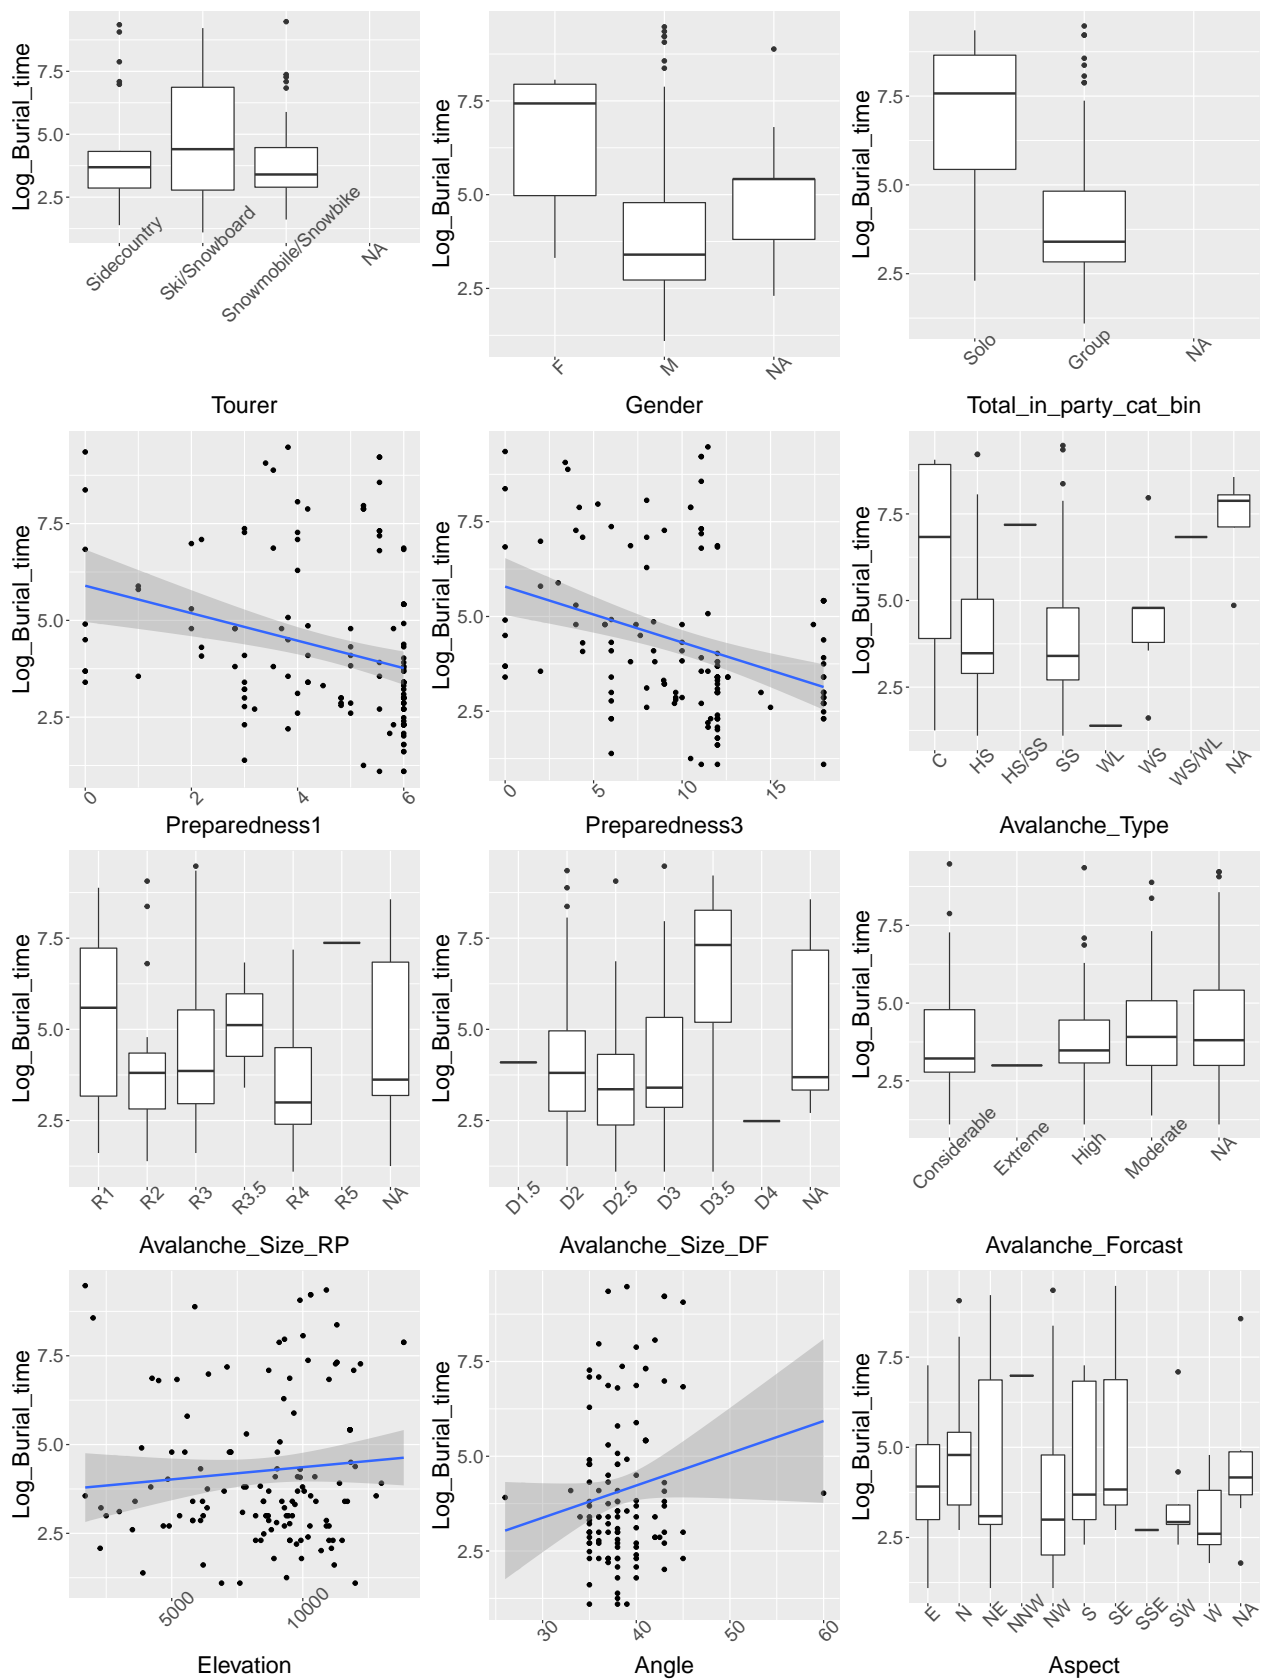 Log_Burial_time
7.5
5.0
2.5
Sidecountry
Ski/Snowboard
Snowmobile/Snowbike
NA
Tourer
Log_Burial_time
7.5
5.0
2.5
F
M
NA
Gender
Log_Burial_time
7.5
5.0
2.5
Solo
Group
NA
Total_in_party_cat_bin
Log_Burial_time
7.5
5.0
2.5
0
2
4
6
Preparedness1
Log_Burial_time
7.5
5.0
2.5
0
5
10
15
Preparedness3
Log_Burial_time
7.5
5.0
2.5
C
HS
HS/SS
SS
WL
WS
WS/WL
NA
Avalanche_Type
Log_Burial_time
7.5
5.0
2.5
R1
R2
R3
R3.5
R4
R5
NA
Avalanche_Size_RP
Log_Burial_time
7.5
5.0
2.5
D1.5
D2
D2.5
D3
D3.5
D4
NA
Avalanche_Size_DF
Log_Burial_time
7.5
5.0
2.5
Considerable
Extreme
High
Moderate
NA
Avalanche_Forcast
Log_Burial_time
7.5
5.0
2.5
5000
10000
Elevation
Log_Burial_time
7.5
5.0
2.5
30
40
50
60
Angle
Log_Burial_time
7.5
5.0
2.5
E
N
NE
NNW
NW
S
SE
SSE
SW
W
NA
Aspect